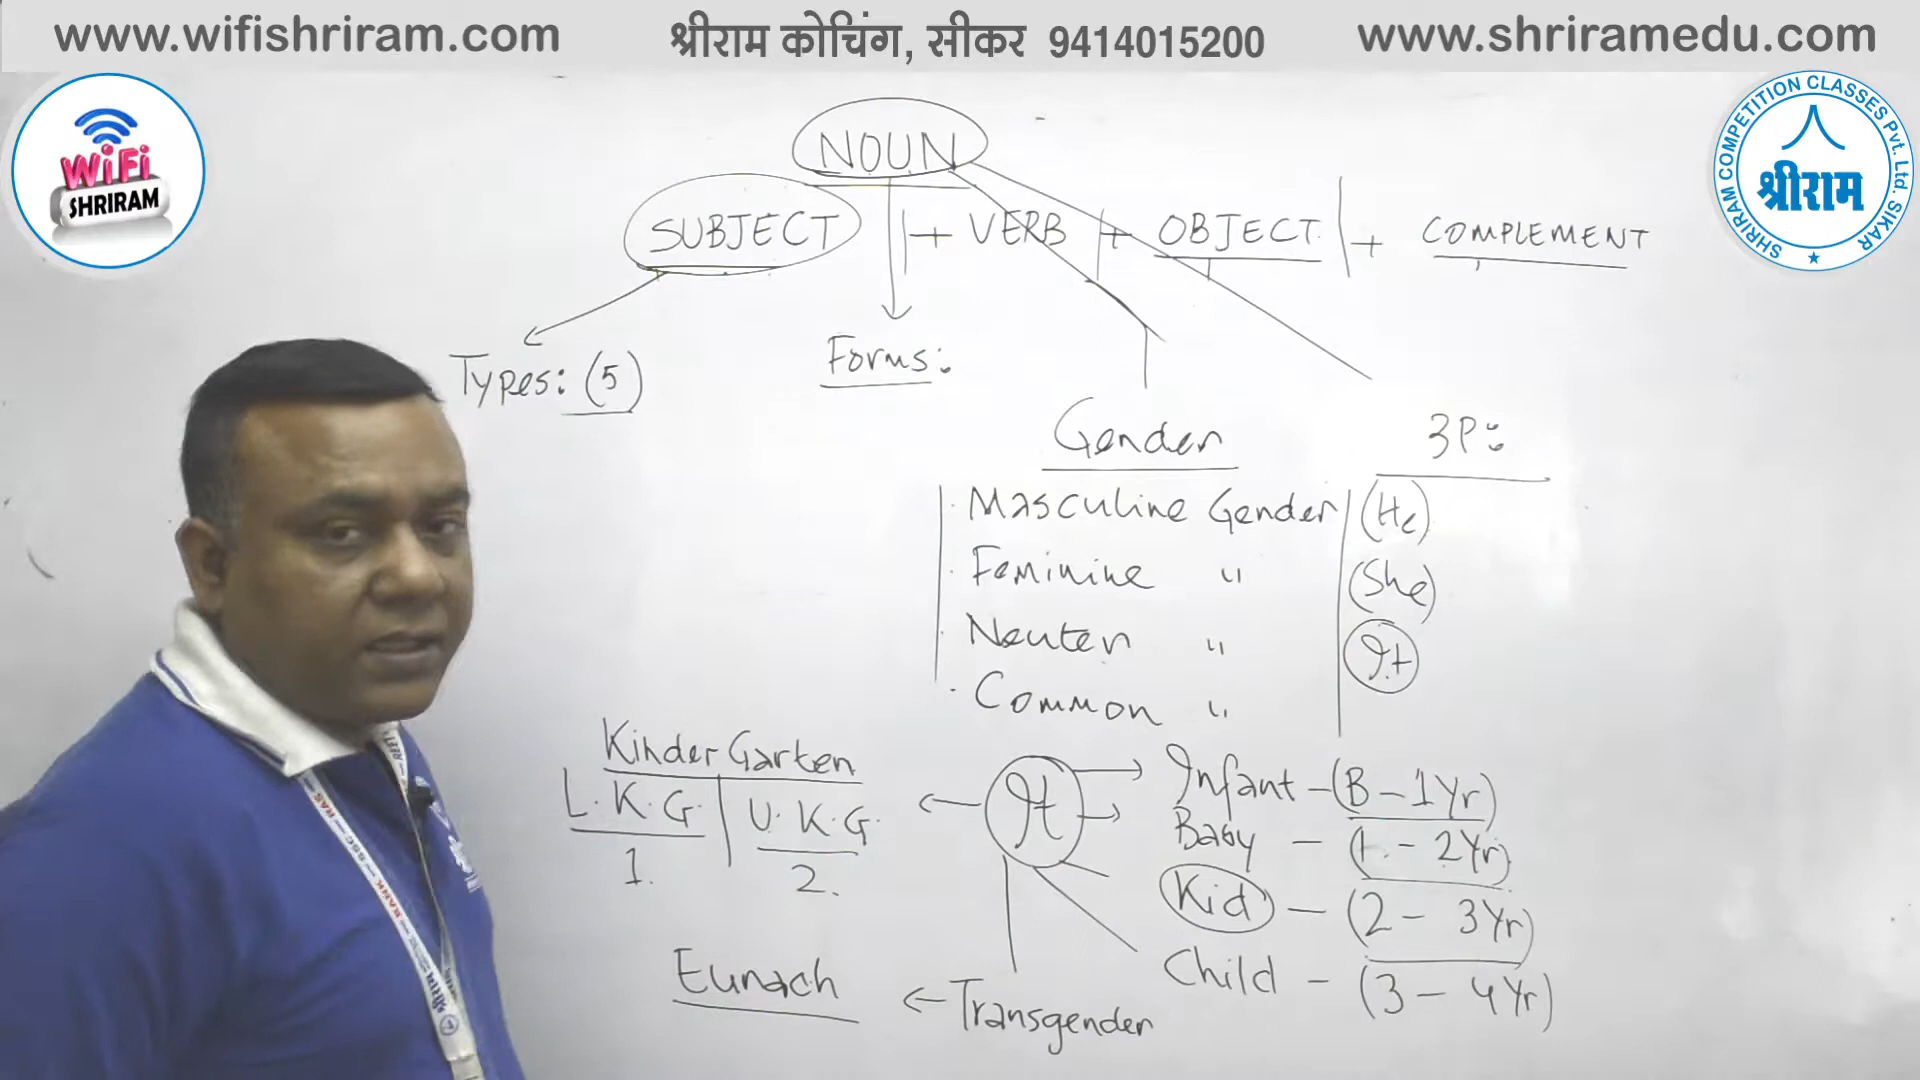 www.wifishriram.com श्रीराम कोचिंग, सीकर 9414015200 www.shriramedu.com
WiFi
SHRIRAM
SHRIRAM COMPETITION CLASSES Pvt. Ltd. SIKAR
श्रीराम
NOUN
SUBJECT + VERB + OBJECT + COMPLEMENT
Types: (5)
Forms:
Gender
3P:
Masculine Gender (He)
Feminine " (She)
Neuter " It
Common "
Kinder Garten
L.K.G. U.K.G.
1. 2.
It
Infant - (B - 1Yr)
Baby - (1 - 2Yr)
Kid - (2 - 3Yr)
Child - (3 - 4Yr)
Eunach ← Transgender